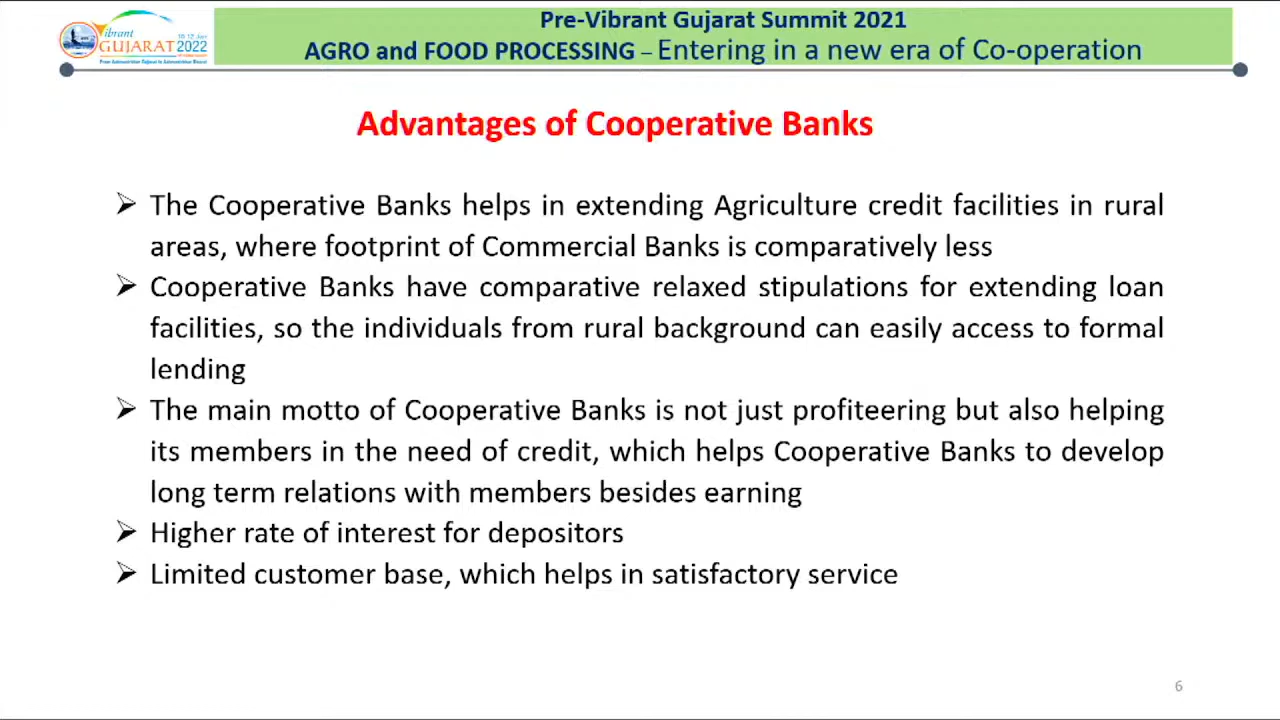 Pre-Vibrant Gujarat Summit 2021
AGRO and FOOD PROCESSING – Entering in a new era of Co-operation
Vibrant
10-12 Jan
GUJARAT 2022
Advantages of Cooperative Banks
➢ The Cooperative Banks helps in extending Agriculture credit facilities in rural
areas, where footprint of Commercial Banks is comparatively less
➢ Cooperative Banks have comparative relaxed stipulations for extending loan
facilities, so the individuals from rural background can easily access to formal
lending
➢ The main motto of Cooperative Banks is not just profiteering but also helping
its members in the need of credit, which helps Cooperative Banks to develop
long term relations with members besides earning
➢ Higher rate of interest for depositors
➢ Limited customer base, which helps in satisfactory service
6